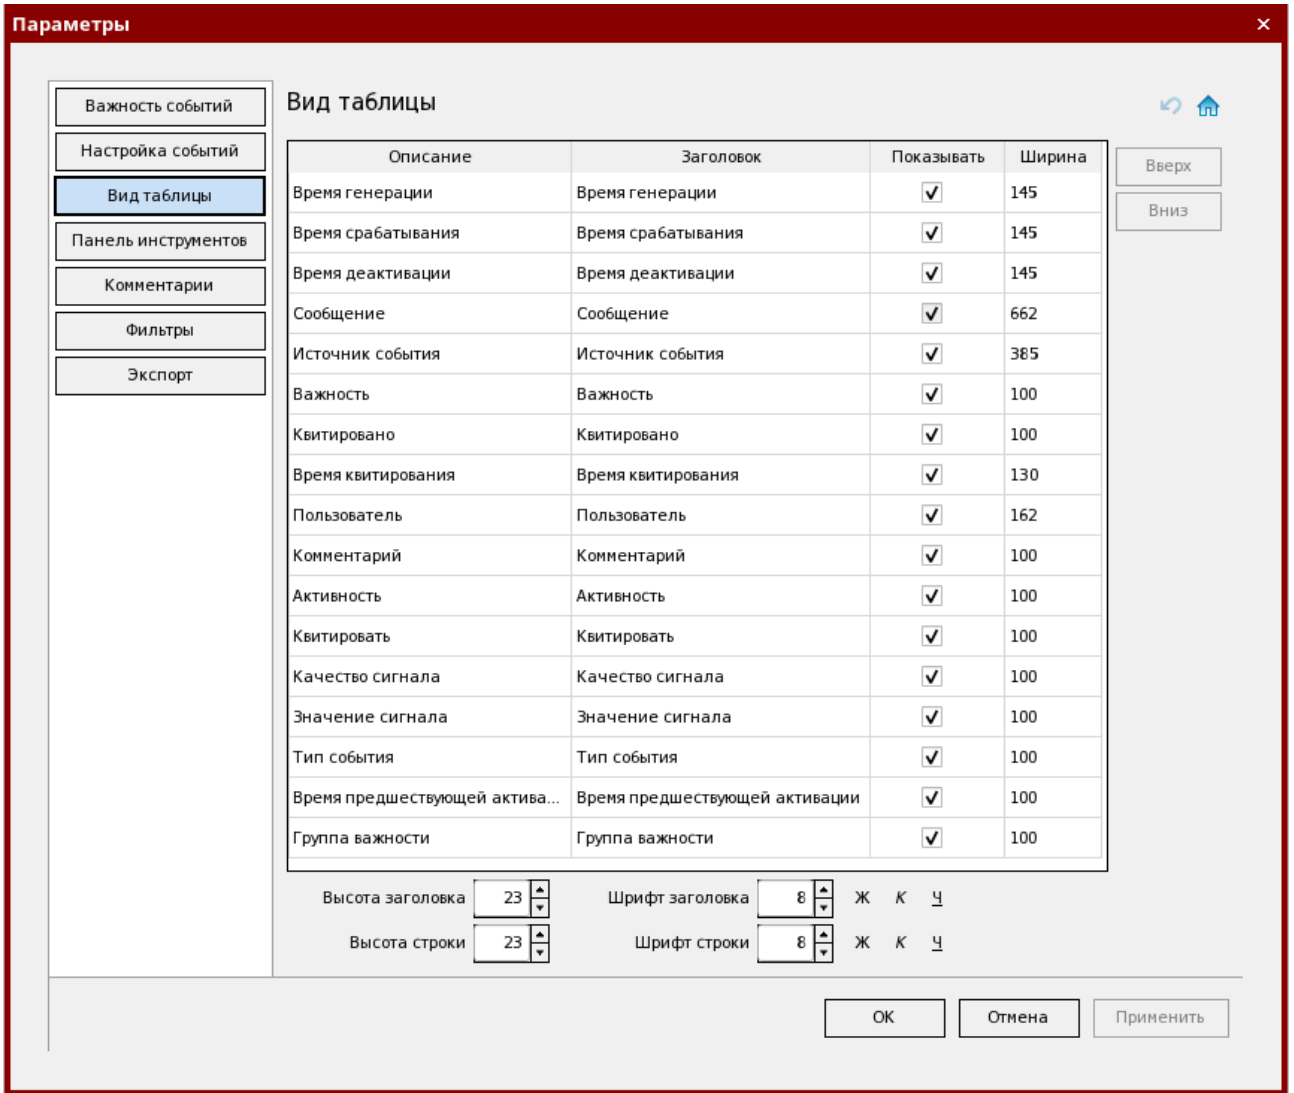 Параметры
Важность событий
Настройка событий
Вид таблицы
Панель инструментов
Комментарии
Фильтры
Экспорт
Вид таблицы
Описание Заголовок Показывать Ширина
Время генерации Время генерации 145
Время срабатывания Время срабатывания 145
Время деактивации Время деактивации 145
Сообщение Сообщение 662
Источник события Источник события 385
Важность Важность 100
Квитировано Квитировано 100
Время квитирования Время квитирования 130
Пользователь Пользователь 162
Комментарий Комментарий 100
Активность Активность 100
Квитировать Квитировать 100
Качество сигнала Качество сигнала 100
Значение сигнала Значение сигнала 100
Тип события Тип события 100
Время предшествующей актива... Время предшествующей активации 100
Группа важности Группа важности 100
Вверх
Вниз
Высота заголовка 23 Шрифт заголовка 8 Ж К Ч
Высота строки 23 Шрифт строки 8 Ж К Ч
ОК Отмена Применить